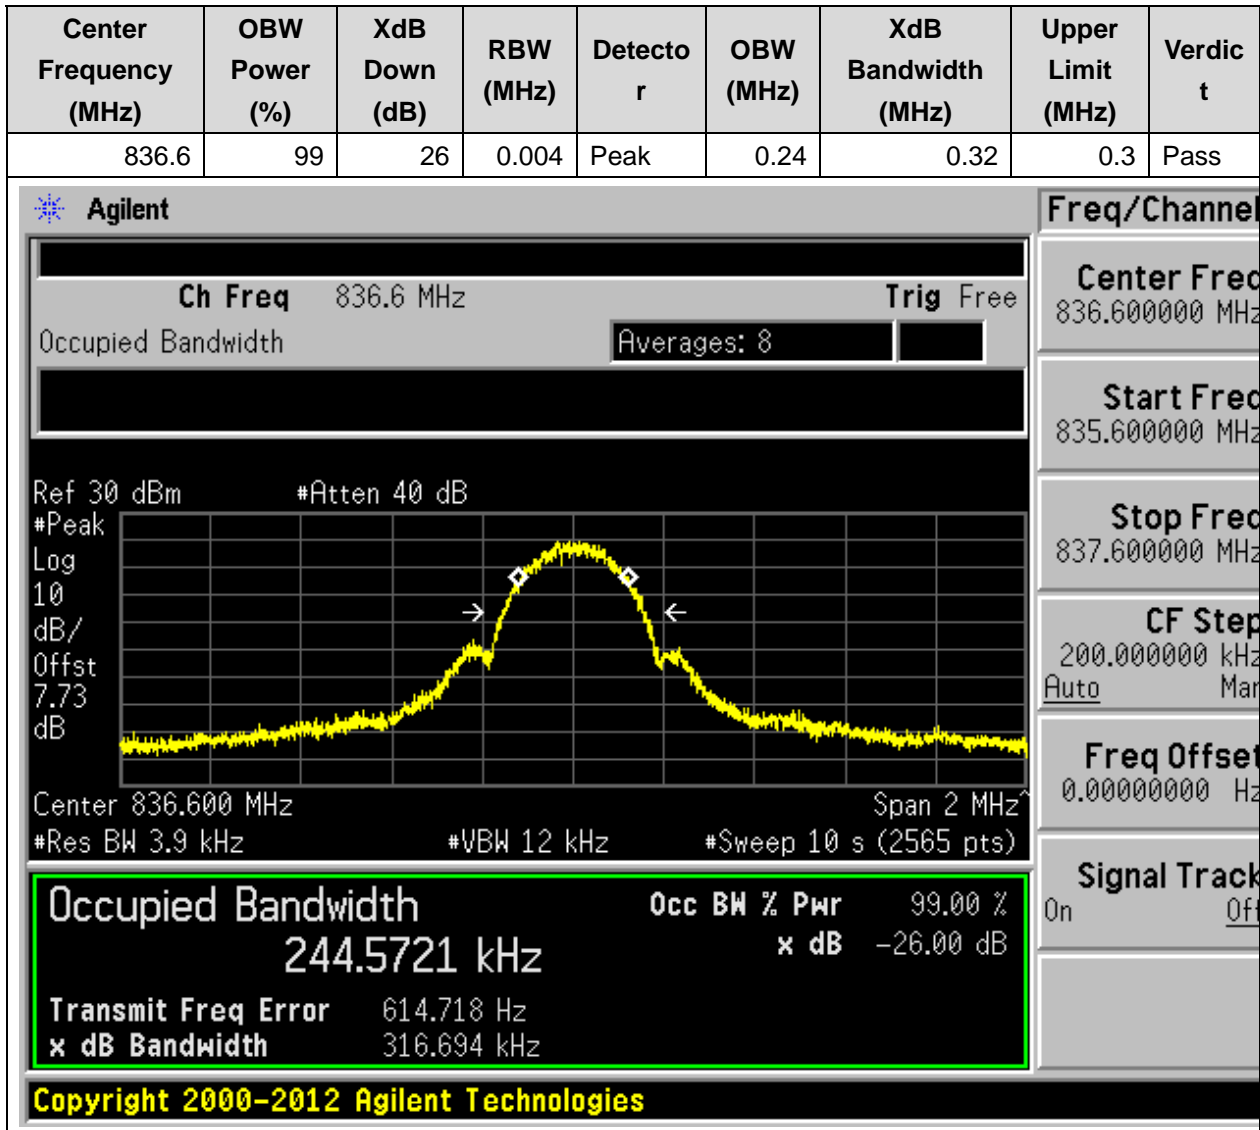 Center Frequency (MHz) OBW Power (%) XdB Down (dB) RBW (MHz) Detector OBW (MHz) XdB Bandwidth (MHz) Upper Limit (MHz) Verdict
836.6 99 26 0.004 Peak 0.24 0.32 0.3 Pass
Agilent
Freq/Channel
Ch Freq 836.6 MHz Trig Free
Occupied Bandwidth Averages: 8
Ref 30 dBm #Atten 40 dB
#Peak
Log
10
dB/
Offst
7.73
dB
Center 836.600 MHz Span 2 MHz^
#Res BW 3.9 kHz #VBW 12 kHz #Sweep 10 s (2565 pts)
Occupied Bandwidth Occ BW % Pwr 99.00 %
244.5721 kHz x dB -26.00 dB
Transmit Freq Error 614.718 Hz
x dB Bandwidth 316.694 kHz
Center Freq
836.600000 MHz
Start Freq
835.600000 MHz
Stop Freq
837.600000 MHz
CF Step
200.000000 kHz
Auto Man
Freq Offset
0.00000000 Hz
Signal Track
On Off
Copyright 2000-2012 Agilent Technologies